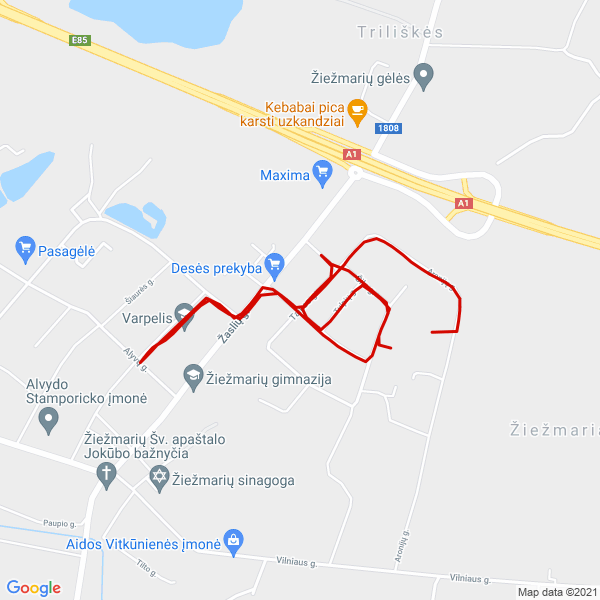 Triliškės
E85
Žiežmarių gėlės
Kebabai pica
karsti uzkandziai
1808
A1
Maxima
A1
Pasagėlė
Desės prekyba
Šiaurės g.
Varpelis
Žaslių g.
Alyvų g.
Žiežmarių gimnazija
Alvydo
Stamporicko įmonė
Žiežmaria
Žiežmarių Šv. apaštalo
Jokūbo bažnyčia
Žiežmarių sinagoga
Paupio g.
Aidos Vitkūnienės įmonė
Aronijų g.
Tilto g.
Vilniaus g.
Vilniaus g.
Google
Map data ©2021